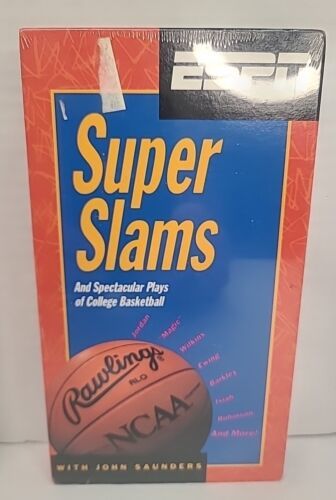 ESPN
Super
Slams
And Spectacular Plays
of College Basketball
Jordan
Magic
Wilkins
Ewing
Barkley
Isiah
Robinson
And More!
Rawlings
RLO
NCAA
WITH JOHN SAUNDERS